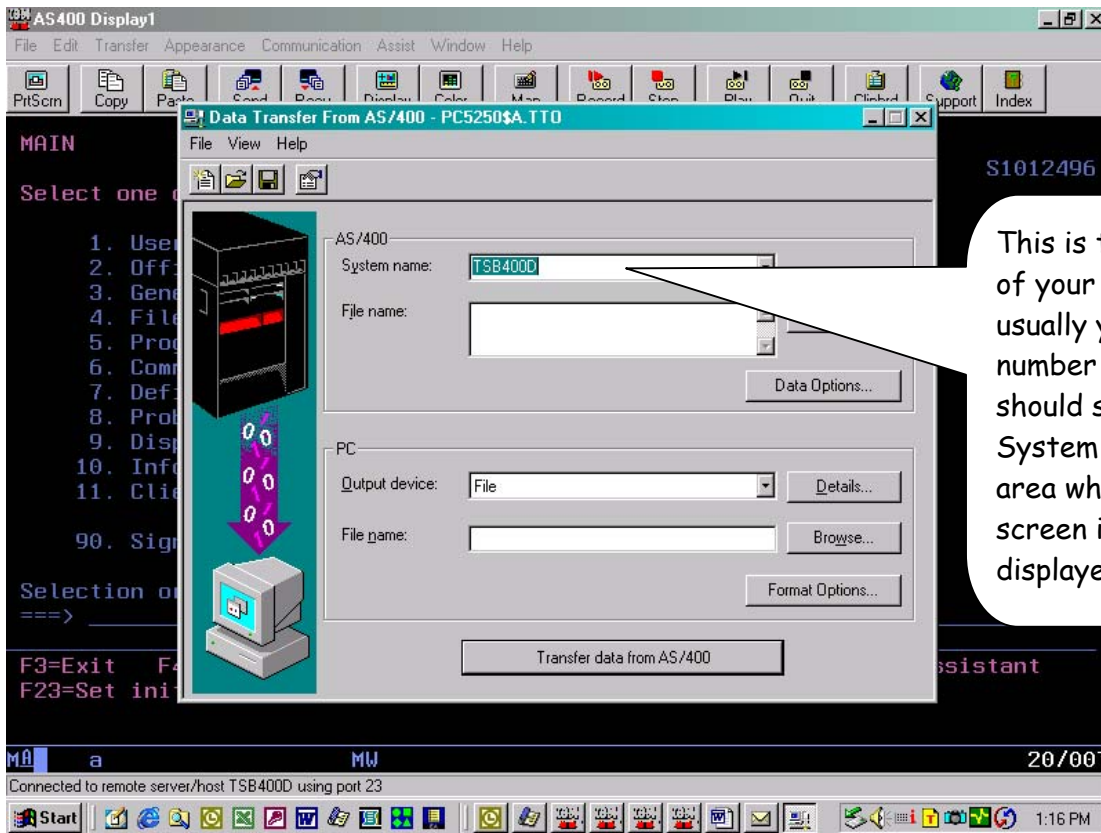 AS400 Display1
File Edit Transfer Appearance Communication Assist Window Help
PrtScrn Copy Paste Send Recv Display Color Map Record Stop Play Quit Clipbrd Support Index
Data Transfer From AS/400 - PC5250$A.TTO
File View Help
MAIN
S1012496
Select one
AS/400
System name: TSB400D
File name:
Data Options...
1. User
2. Offi
3. Gene
4. File
5. Prog
6. Comm
7. Defi
8. Prob
9. Disp
10. Info
11. Clie
90. Sign
PC
Output device: File Details...
File name: Browse...
Format Options...
Transfer data from AS/400
This is
of your
usually
number
should s
System
area wh
screen i
displaye
Selection o
===>
F3=Exit F4 ssistant
F23=Set init
MA a MW 20/007
Connected to remote server/host TSB400D using port 23
Start 1:16 PM